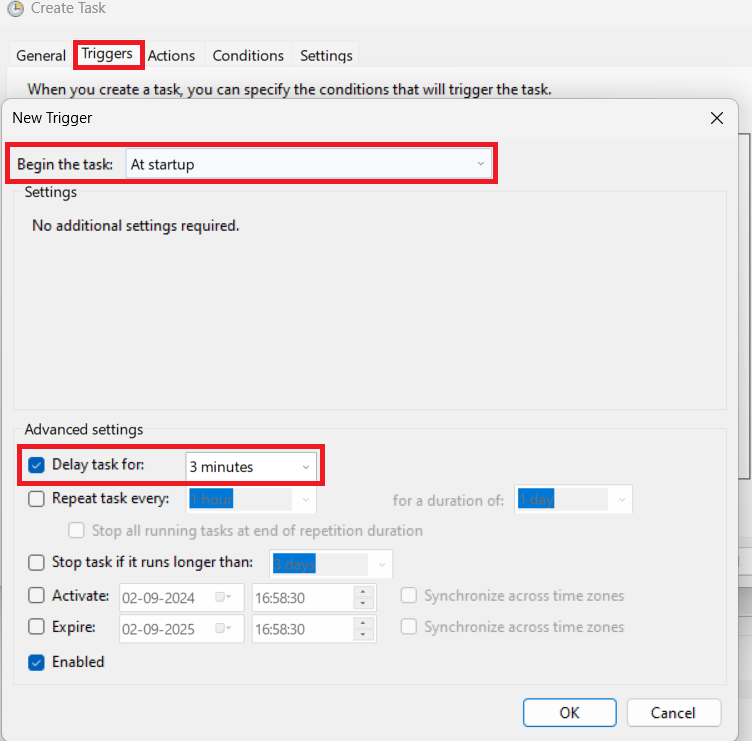 Create Task
General Triggers Actions Conditions Settings
When you create a task, you can specify the conditions that will trigger the task.
New Trigger
Begin the task: At startup
Settings
No additional settings required.
Advanced settings
Delay task for: 3 minutes
Repeat task every: 1 hour for a duration of: 1 day
Stop all running tasks at end of repetition duration
Stop task if it runs longer than: 3 days
Activate: 02-09-2024 16:58:30 Synchronize across time zones
Expire: 02-09-2025 16:58:30 Synchronize across time zones
Enabled
OK Cancel